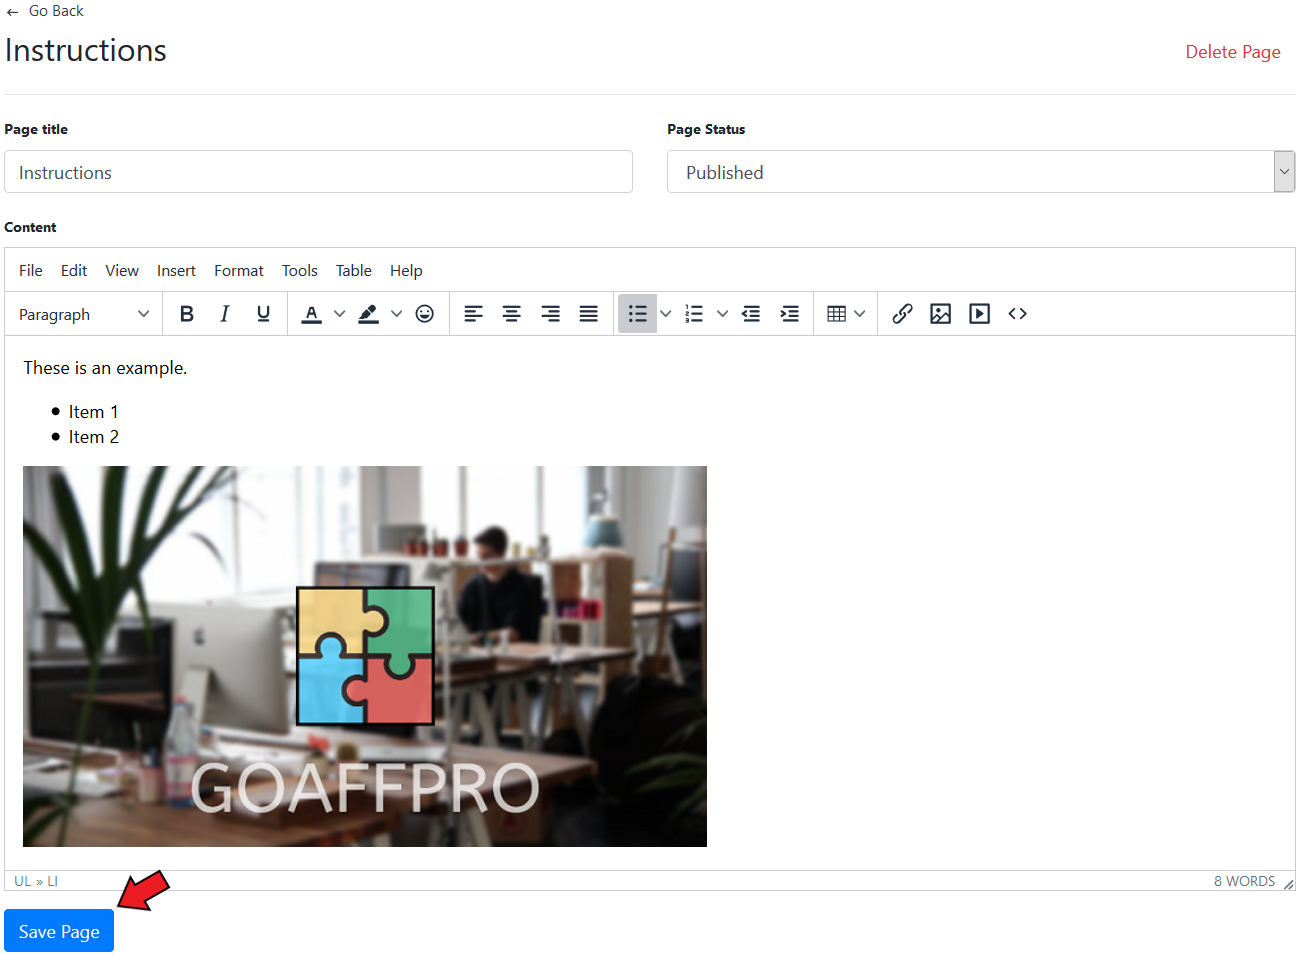 ← Go Back
Instructions
Delete Page
Page title
Page Status
Instructions
Published
Content
File Edit View Insert Format Tools Table Help
Paragraph B I U A
These is an example.
• Item 1
• Item 2
GOAFFPRO
UL » LI
8 WORDS
Save Page